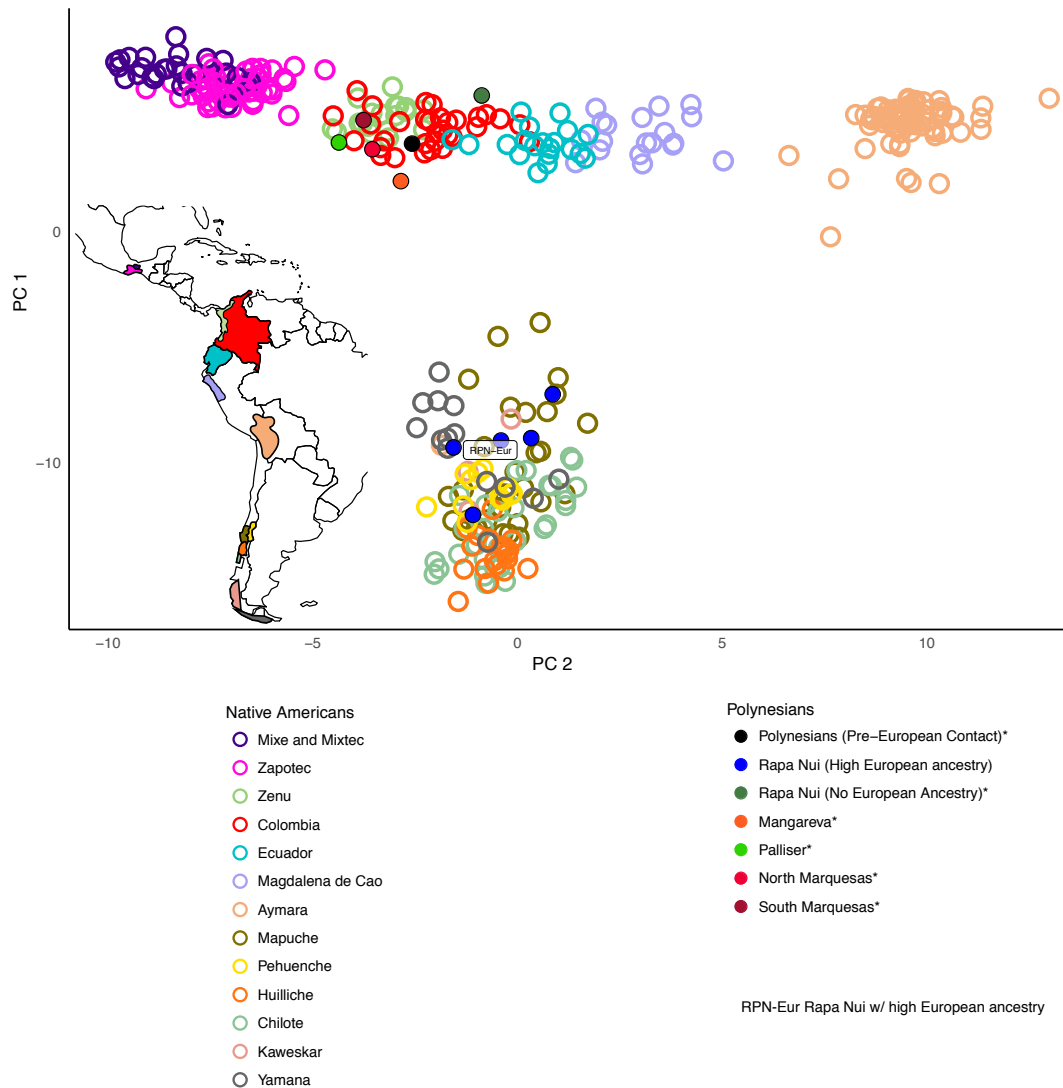 PC 1
0
−10
RPN−Eur
−10
−5
0
5
10
PC 2
Native Americans
Mixe and Mixtec
Zapotec
Zenu
Colombia
Ecuador
Magdalena de Cao
Aymara
Mapuche
Pehuenche
Huilliche
Chilote
Kaweskar
Yamana
Polynesians
Polynesians (Pre−European Contact)*
Rapa Nui (High European ancestry)
Rapa Nui (No European Ancestry)*
Mangareva*
Palliser*
North Marquesas*
South Marquesas*
RPN-Eur Rapa Nui w/ high European ancestry